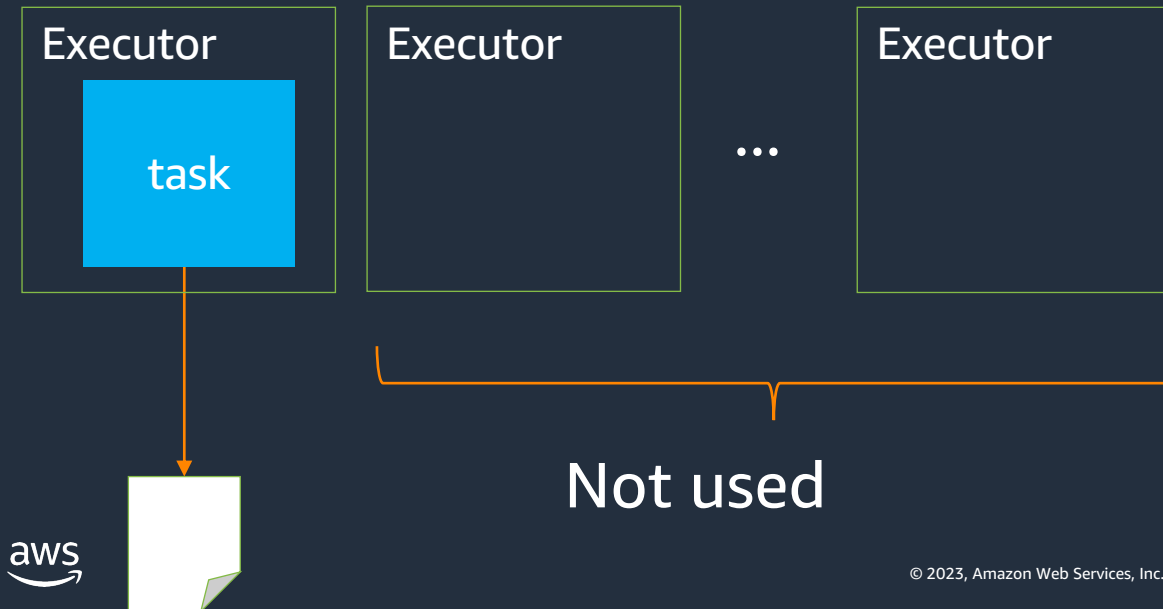 Executor
Executor
Executor
task
...
Not used
aws
© 2023, Amazon Web Services, Inc.